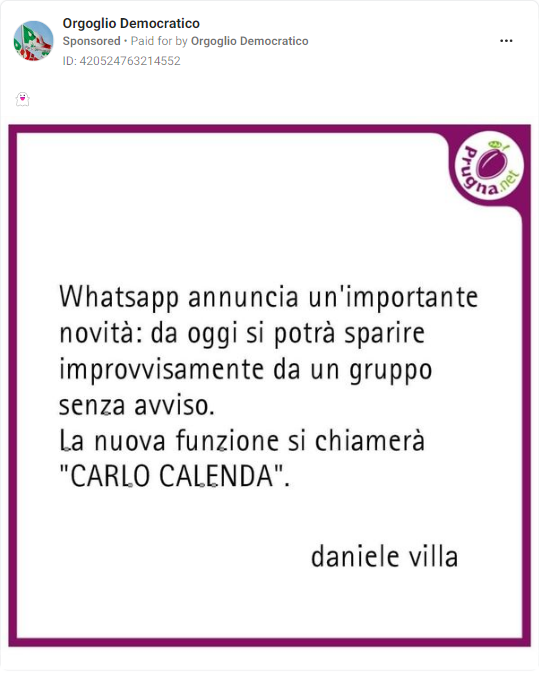 Orgoglio Democratico
Sponsored • Paid for by Orgoglio Democratico
ID: 420524763214552
prugna.net
Whatsapp annuncia un'importante
novità: da oggi si potrà sparire
improvvisamente da un gruppo
senza avviso.
La nuova funzione si chiamerà
"CARLO CALENDA".
daniele villa